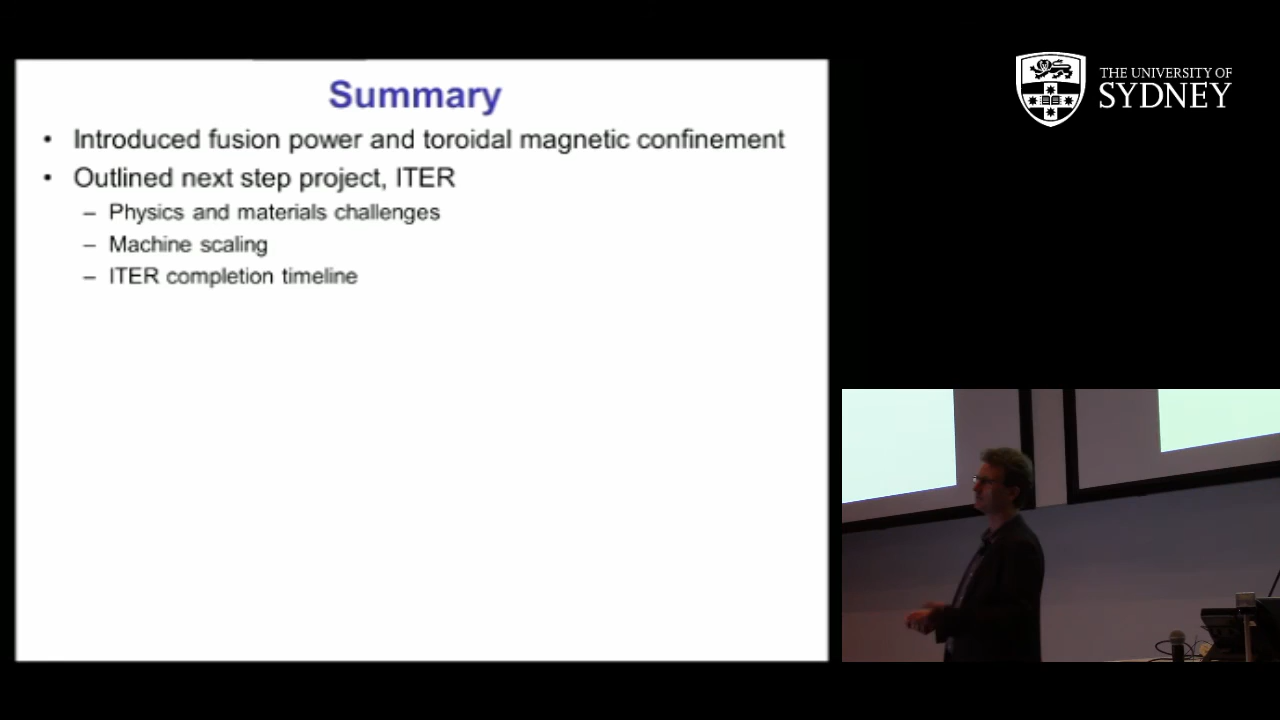 Summary
• Introduced fusion power and toroidal magnetic confinement
• Outlined next step project, ITER
– Physics and materials challenges
– Machine scaling
– ITER completion timeline
THE UNIVERSITY OF
SYDNEY